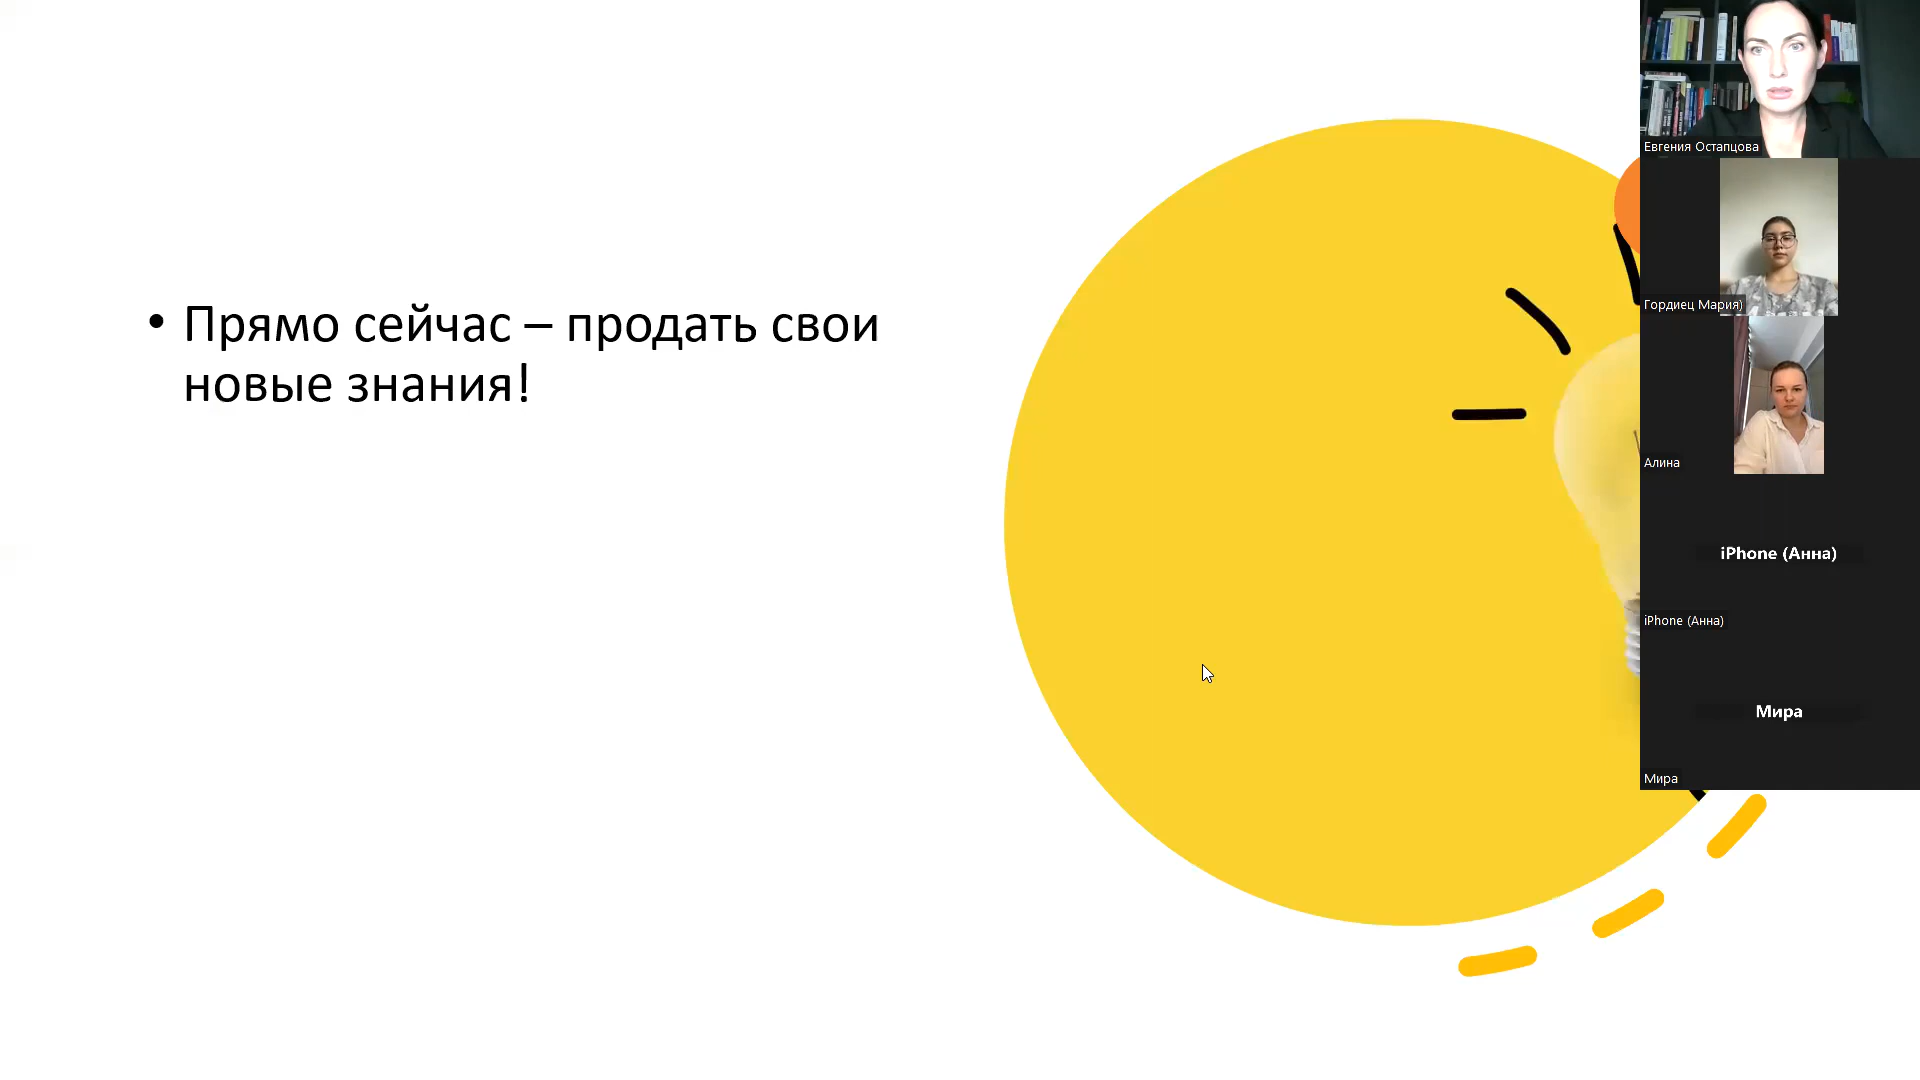 • Прямо сейчас – продать свои
новые знания!
Евгения Остапцова
Гордиец Мария)
Алина
iPhone (Анна)
iPhone (Анна)
Мира
Мира